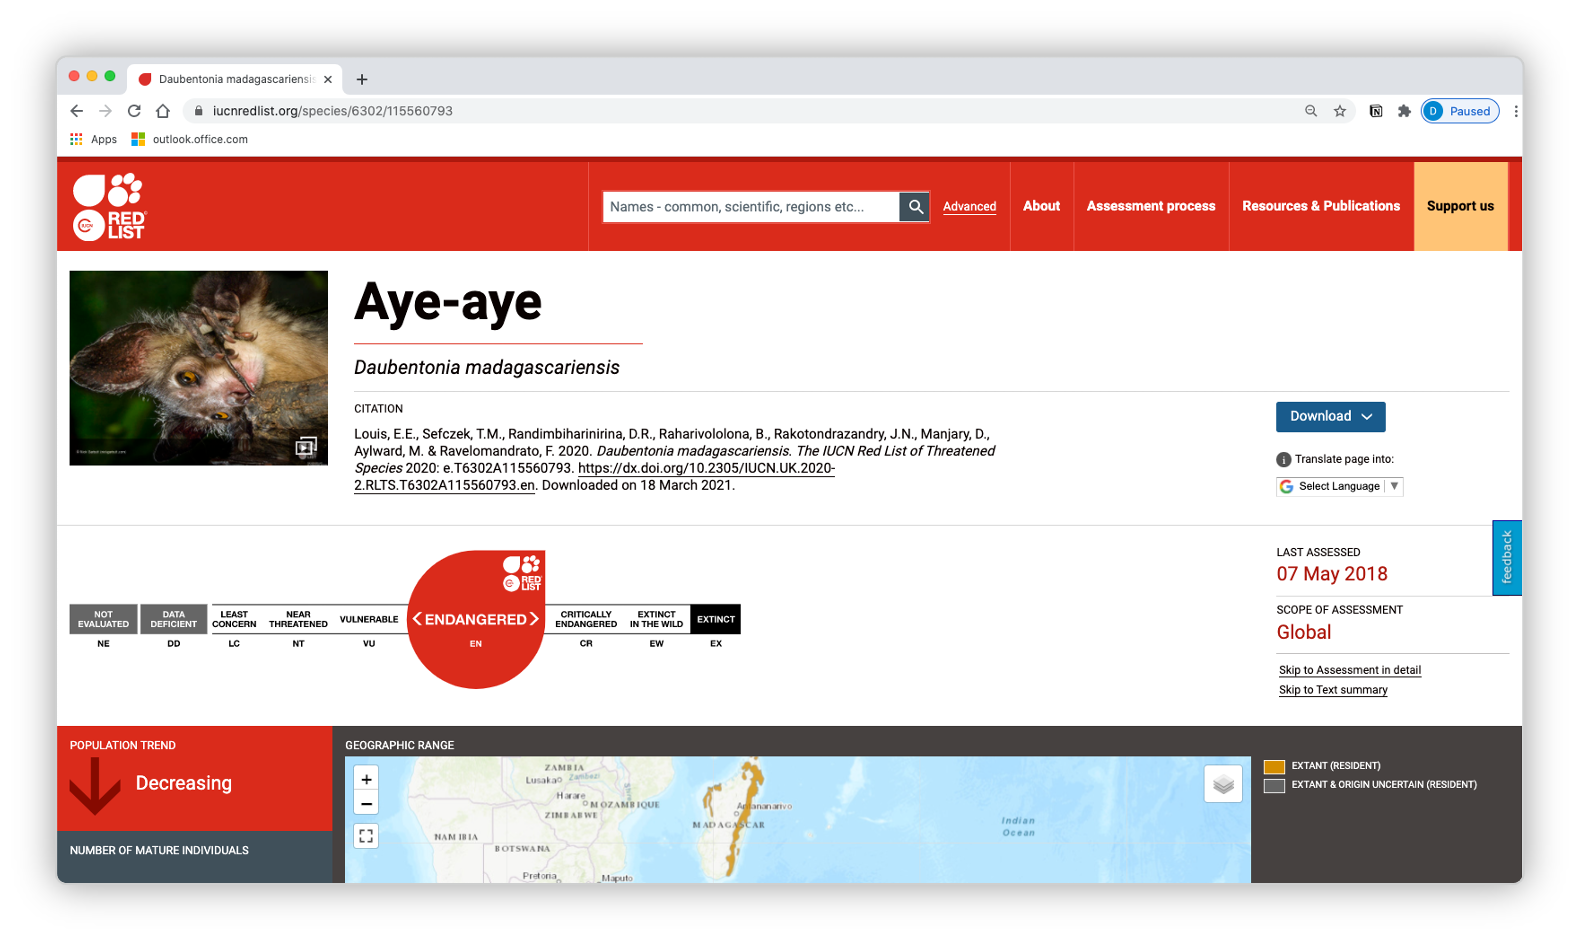 Daubentonia madagascariensis
iucnredlist.org/species/6302/115560793
D Paused
Apps
outlook.office.com
IUCN
RED
LIST
Names - common, scientific, regions etc...
Advanced
About
Assessment process
Resources & Publications
Support us
Aye-aye
Daubentonia madagascariensis
CITATION
Louis, E.E., Sefczek, T.M., Randimbiharinirina, D.R., Raharivololona, B., Rakotondrazandry, J.N., Manjary, D.,
Aylward, M. & Ravelomandrato, F. 2020. Daubentonia madagascariensis. The IUCN Red List of Threatened
Species 2020: e.T6302A115560793. https://dx.doi.org/10.2305/IUCN.UK.2020-
2.RLTS.T6302A115560793.en. Downloaded on 18 March 2021.
Download
Translate page into:
Select Language
feedback
NOT
EVALUATED
NE
DATA
DEFICIENT
DD
LEAST
CONCERN
LC
NEAR
THREATENED
NT
VULNERABLE
VU
RED
LIST
<ENDANGERED>
EN
CRITICALLY
ENDANGERED
CR
EXTINCT
IN THE WILD
EW
EXTINCT
EX
LAST ASSESSED
07 May 2018
SCOPE OF ASSESSMENT
Global
Skip to Assessment in detail
Skip to Text summary
POPULATION TREND
Decreasing
NUMBER OF MATURE INDIVIDUALS
GEOGRAPHIC RANGE
+
−
ZAMBIA
Lusaka
Zambezi
Harare
MOZAMBIQUE
ZIMBABWE
NAMIBIA
BOTSWANA
Pretoria
Maputo
Antananarivo
MADAGASCAR
Indian
Ocean
EXTANT (RESIDENT)
EXTANT & ORIGIN UNCERTAIN (RESIDENT)